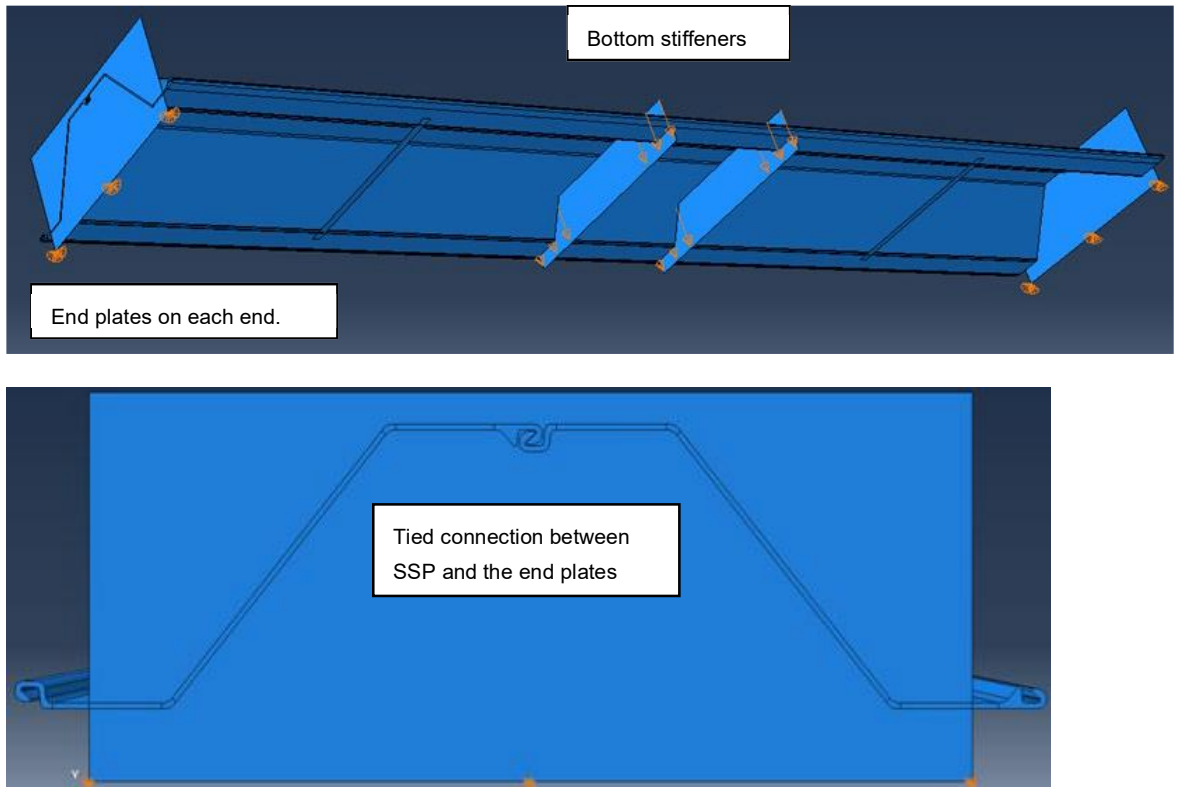 Bottom stiffeners
End plates on each end.
Tied connection between
SSP and the end plates
Y